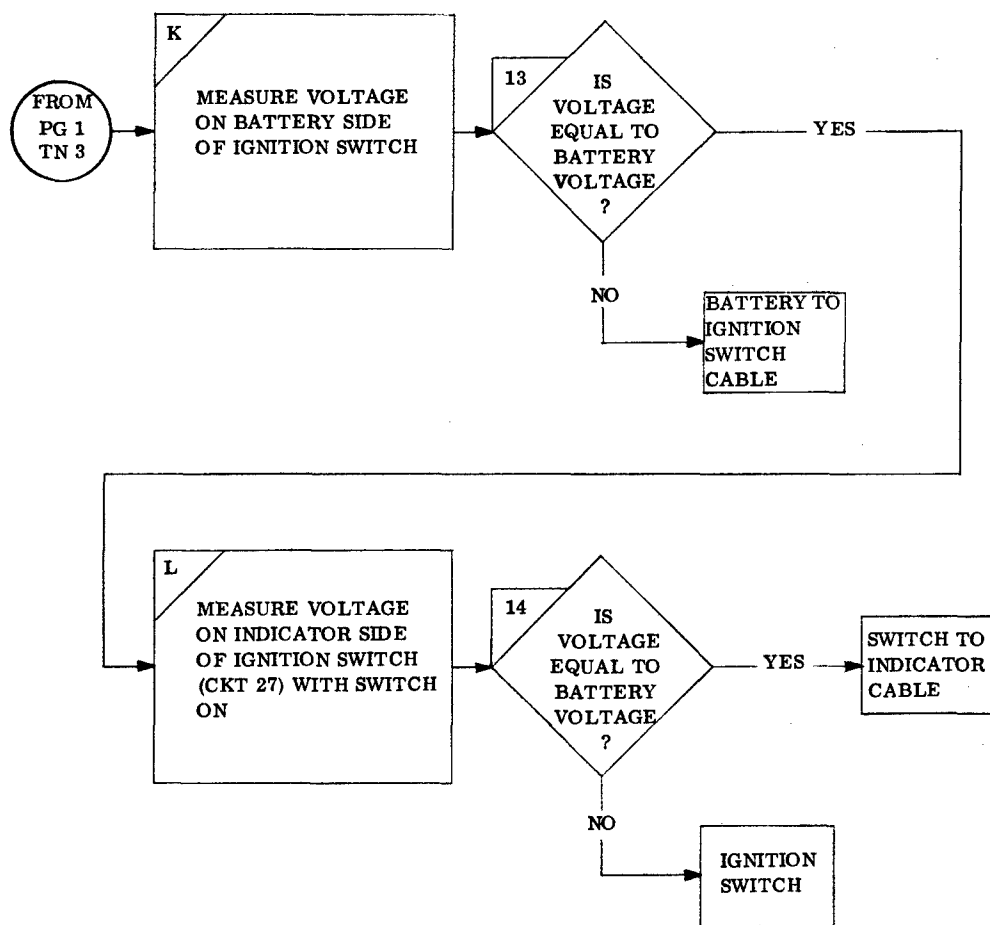 K
FROM
PG 1
TN 3
MEASURE VOLTAGE
ON BATTERY SIDE
OF IGNITION SWITCH
13
IS
VOLTAGE
EQUAL TO
BATTERY
VOLTAGE
?
YES
NO
BATTERY TO
IGNITION
SWITCH
CABLE
L
MEASURE VOLTAGE
ON INDICATOR SIDE
OF IGNITION SWITCH
(CKT 27) WITH SWITCH
ON
14
IS
VOLTAGE
EQUAL TO
BATTERY
VOLTAGE
?
YES
SWITCH TO
INDICATOR
CABLE
NO
IGNITION
SWITCH